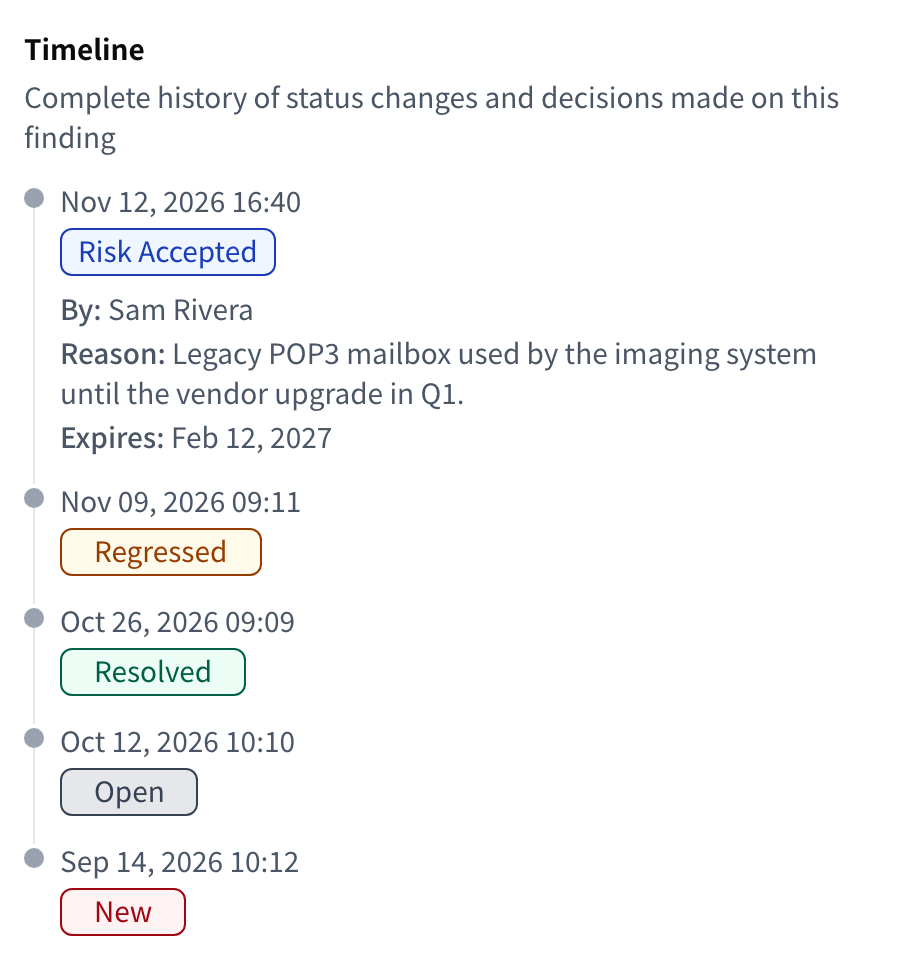 Timeline
Complete history of status changes and decisions made on this
finding
Nov 12, 2026 16:40
Risk Accepted
By: Sam Rivera
Reason: Legacy POP3 mailbox used by the imaging system
until the vendor upgrade in Q1.
Expires: Feb 12, 2027
Nov 09, 2026 09:11
Regressed
Oct 26, 2026 09:09
Resolved
Oct 12, 2026 10:10
Open
Sep 14, 2026 10:12
New